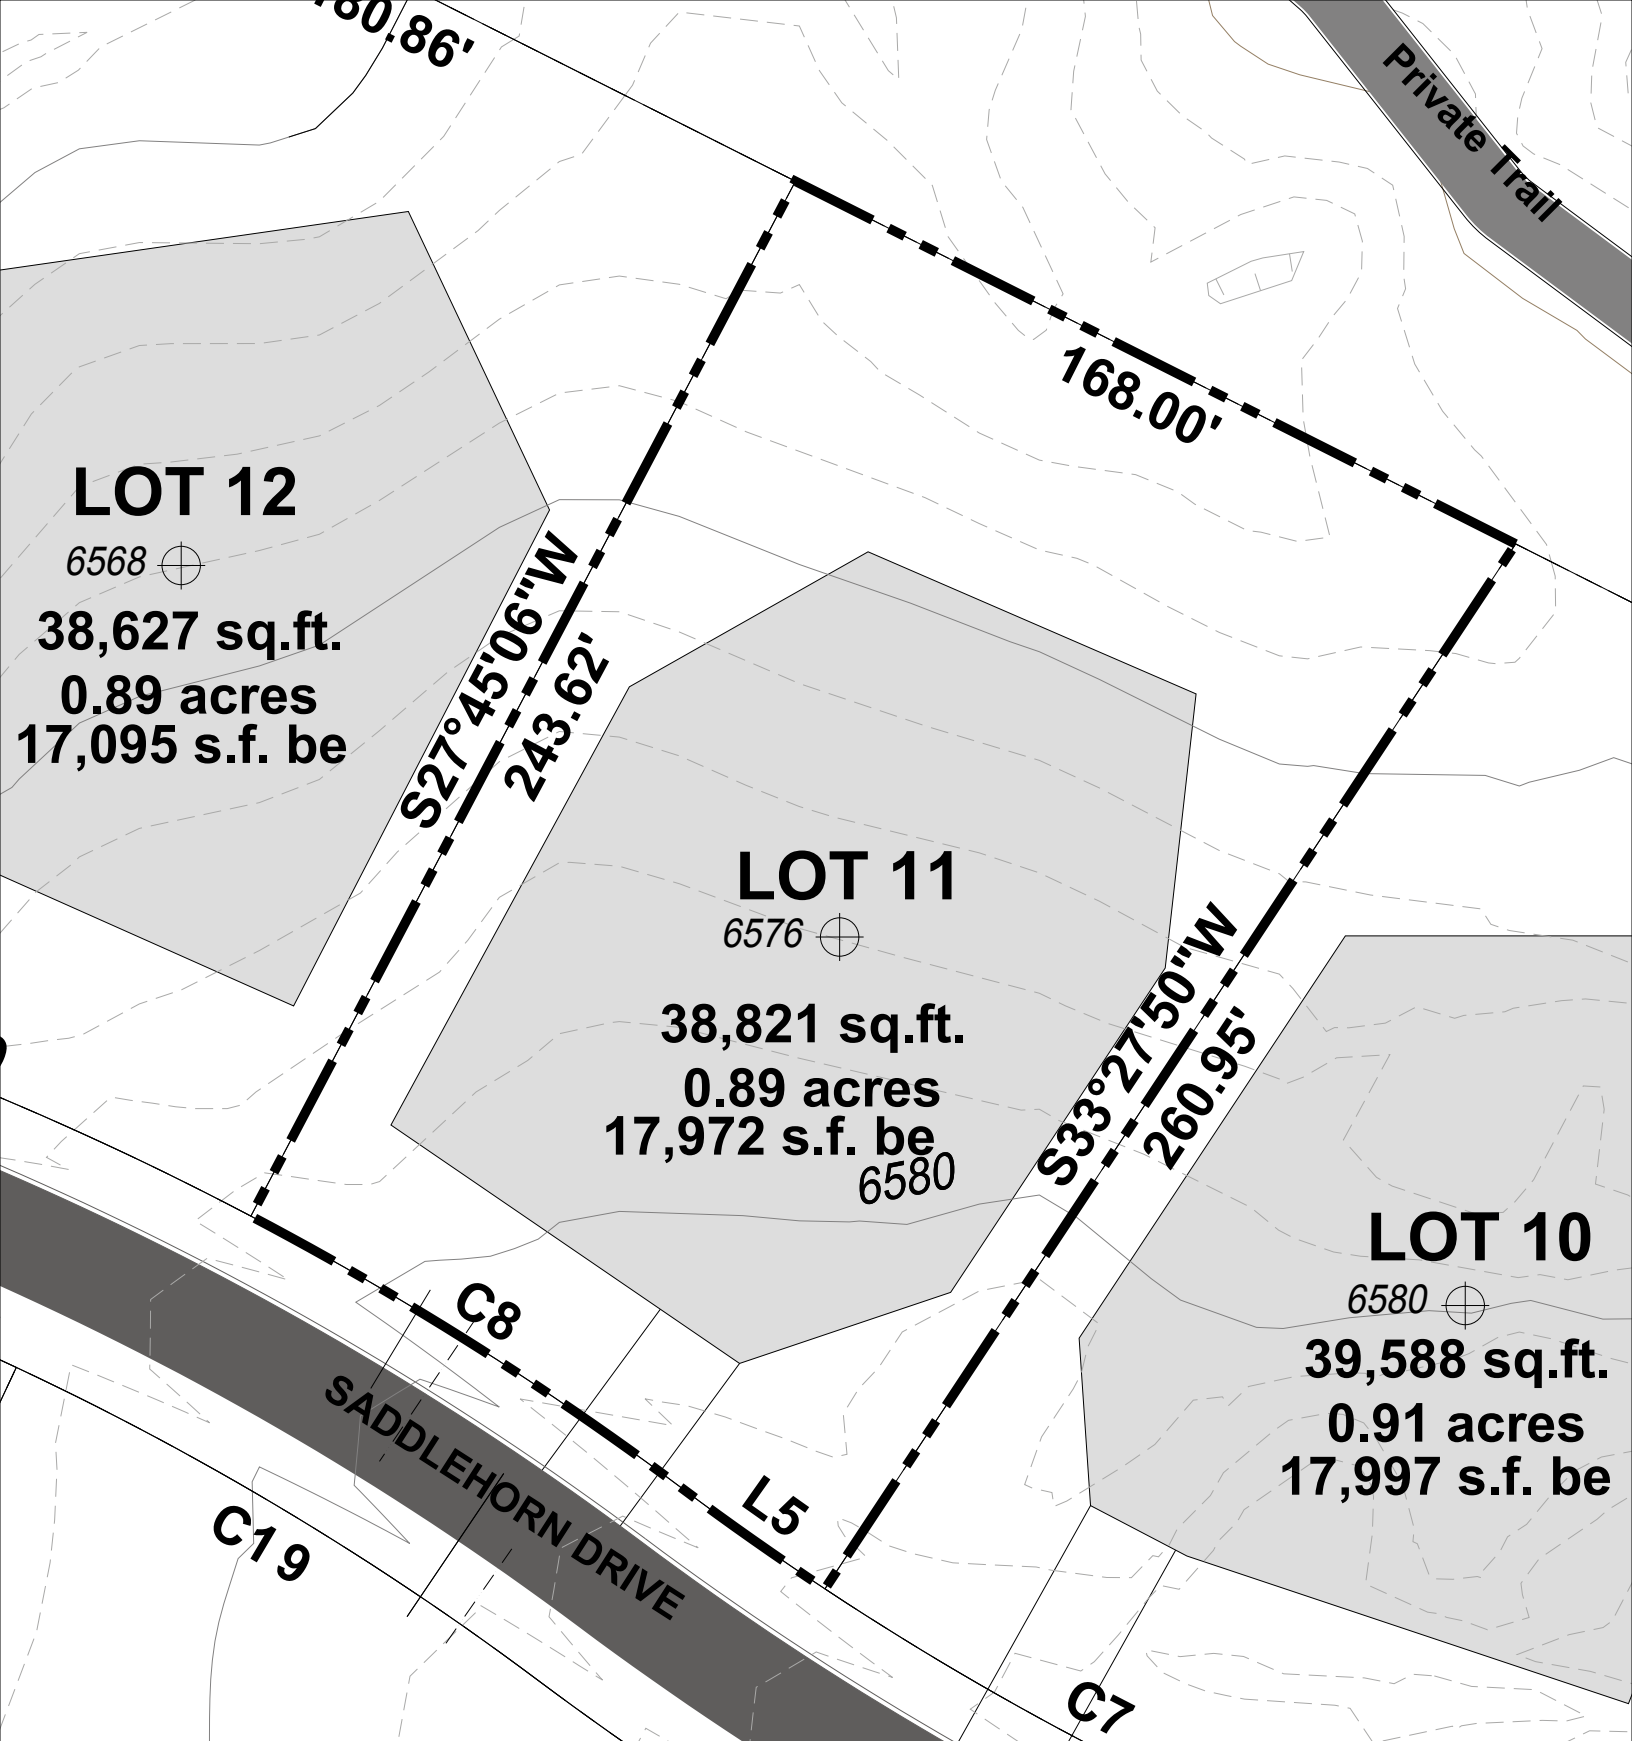 80.86'
Private Trail
168.00'
LOT 12
6568
38,627 sq.ft.
0.89 acres
17,095 s.f. be
S27°45'06"W
243.62'
LOT 11
6576
38,821 sq.ft.
0.89 acres
17,972 s.f. be
6580
S33°27'50"W
260.95'
LOT 10
6580
39,588 sq.ft.
0.91 acres
17,997 s.f. be
C8
L5
SADDLEHORN DRIVE
C19
C7